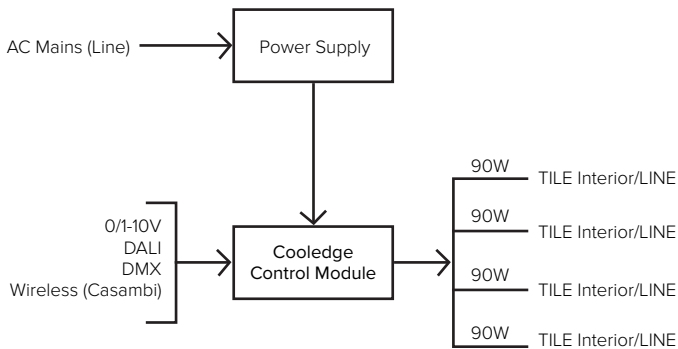 AC Mains (Line)
Power Supply
0/1-10V
DALI
DMX
Wireless (Casambi)
Cooledge
Control Module
90W
TILE Interior/LINE
90W
TILE Interior/LINE
90W
TILE Interior/LINE
90W
TILE Interior/LINE